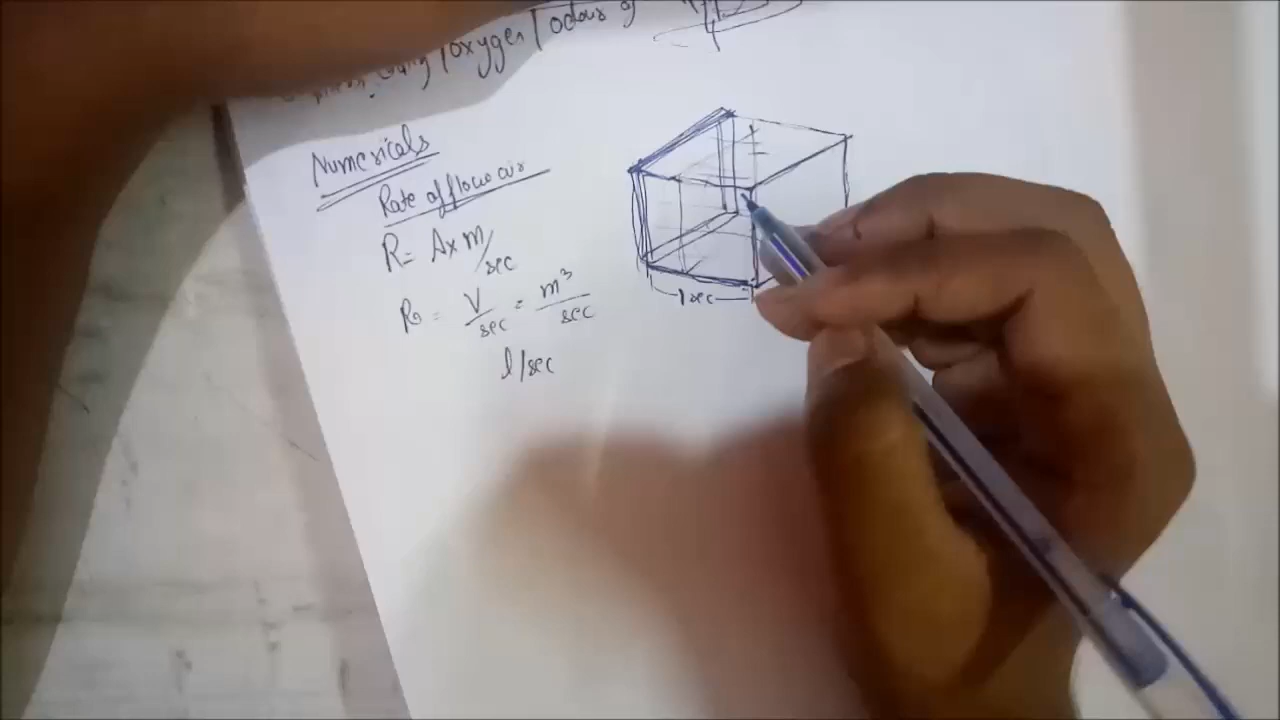 /oxygen / odour of
Numericals
Rate of flow air
R = A x m/sec
R = V/sec = m³/sec
l/sec
1 sec